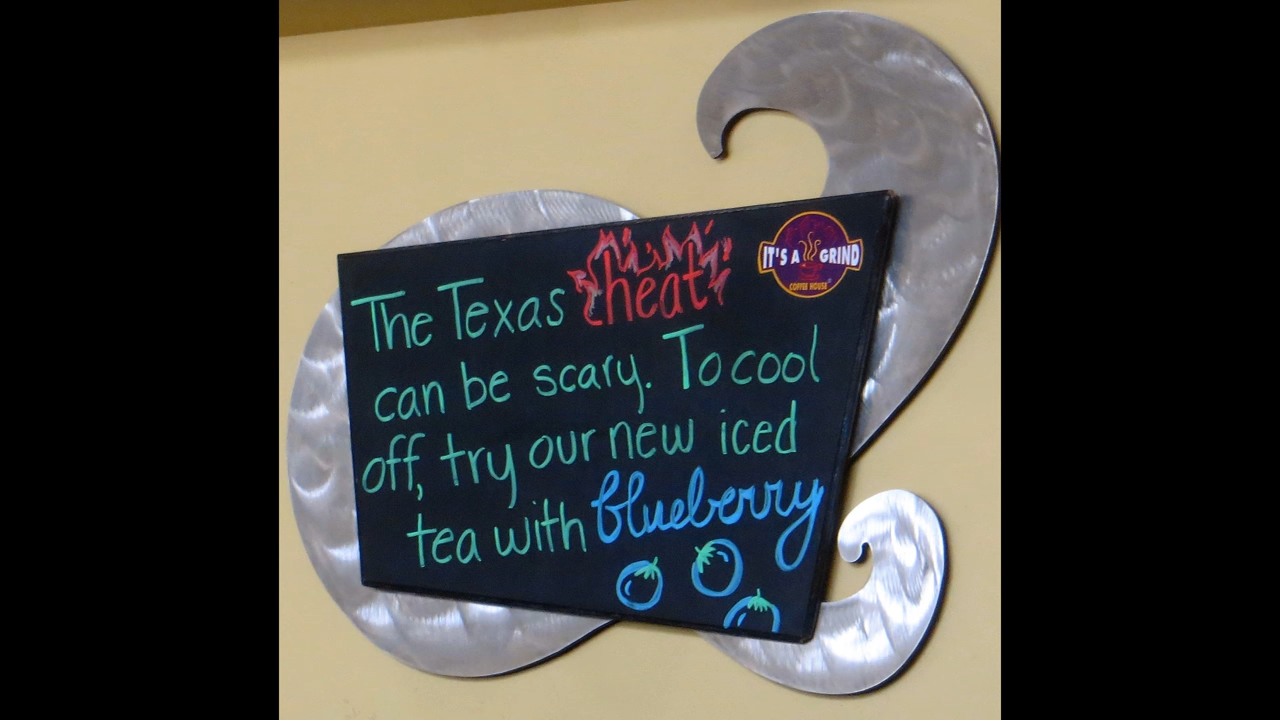 The Texas heat
can be scary. To cool
off, try our new iced
tea with blueberry
IT'S A GRIND
COFFEE HOUSE